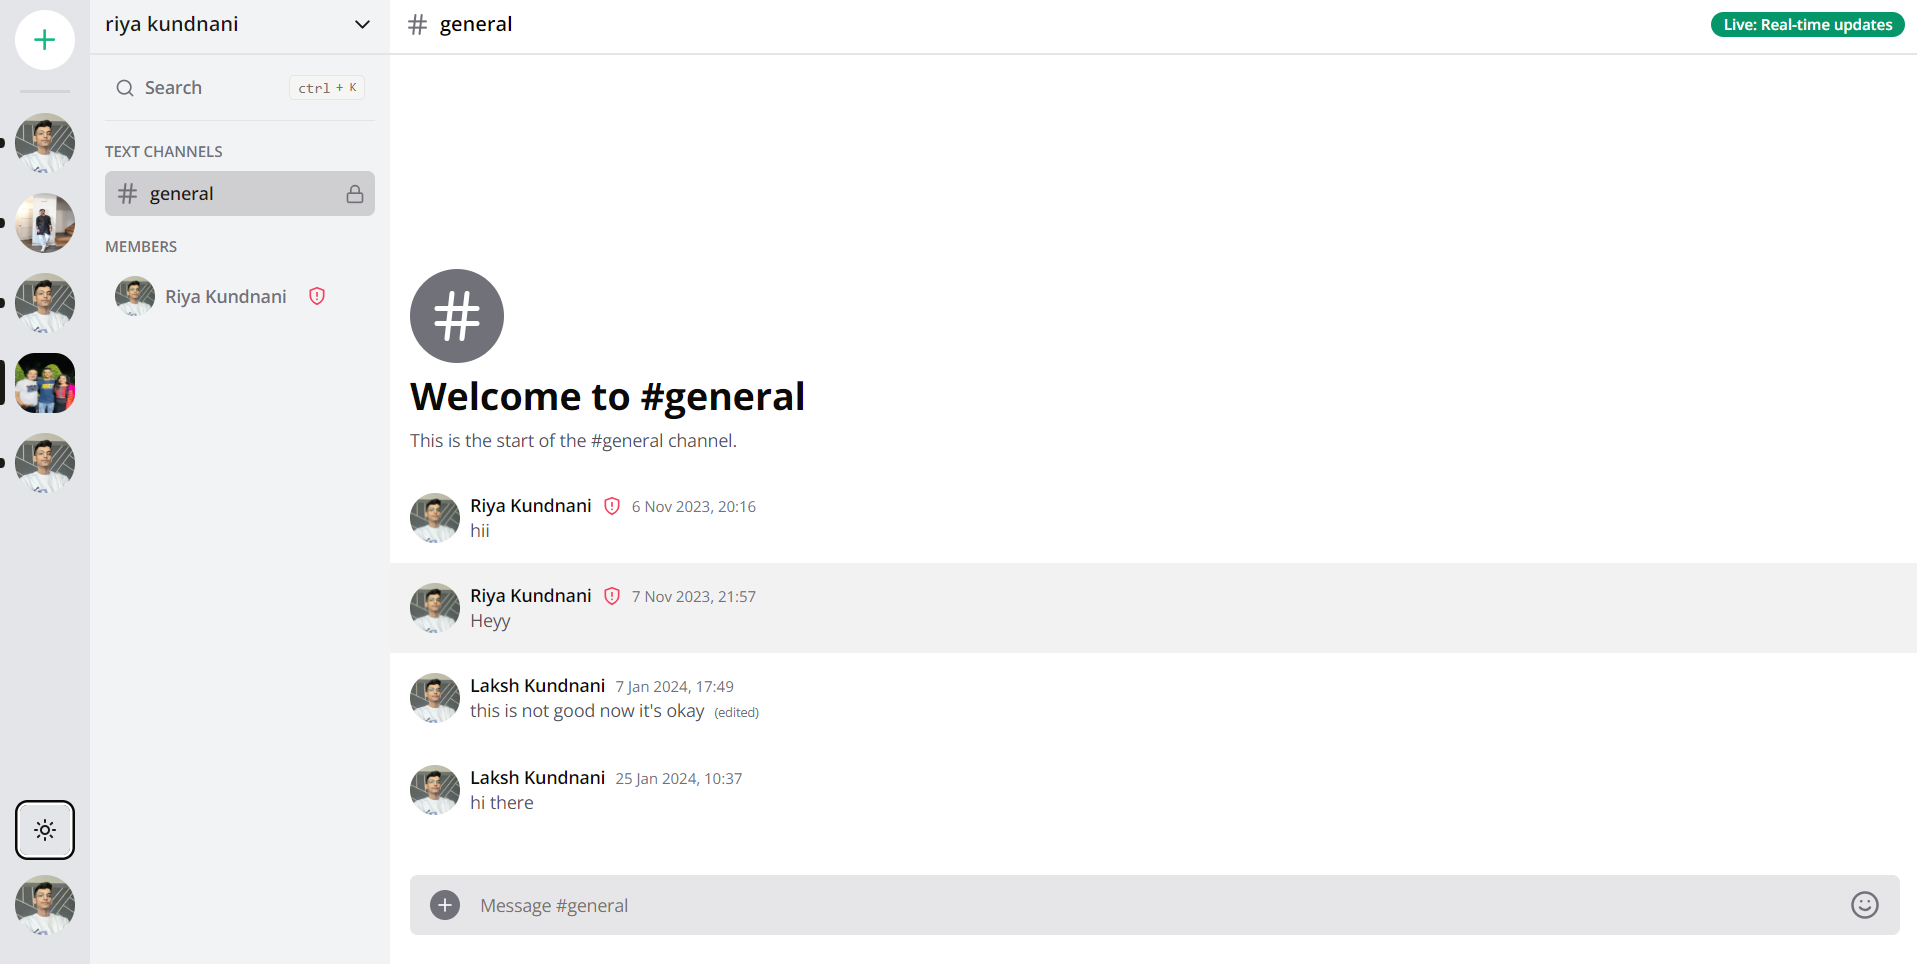 riya kundnani
Search
ctrl + K
TEXT CHANNELS
general
MEMBERS
Riya Kundnani
# general
Live: Real-time updates
#
Welcome to #general
This is the start of the #general channel.
Riya Kundnani 6 Nov 2023, 20:16
hii
Riya Kundnani 7 Nov 2023, 21:57
Heyy
Laksh Kundnani 7 Jan 2024, 17:49
this is not good now it's okay (edited)
Laksh Kundnani 25 Jan 2024, 10:37
hi there
Message #general